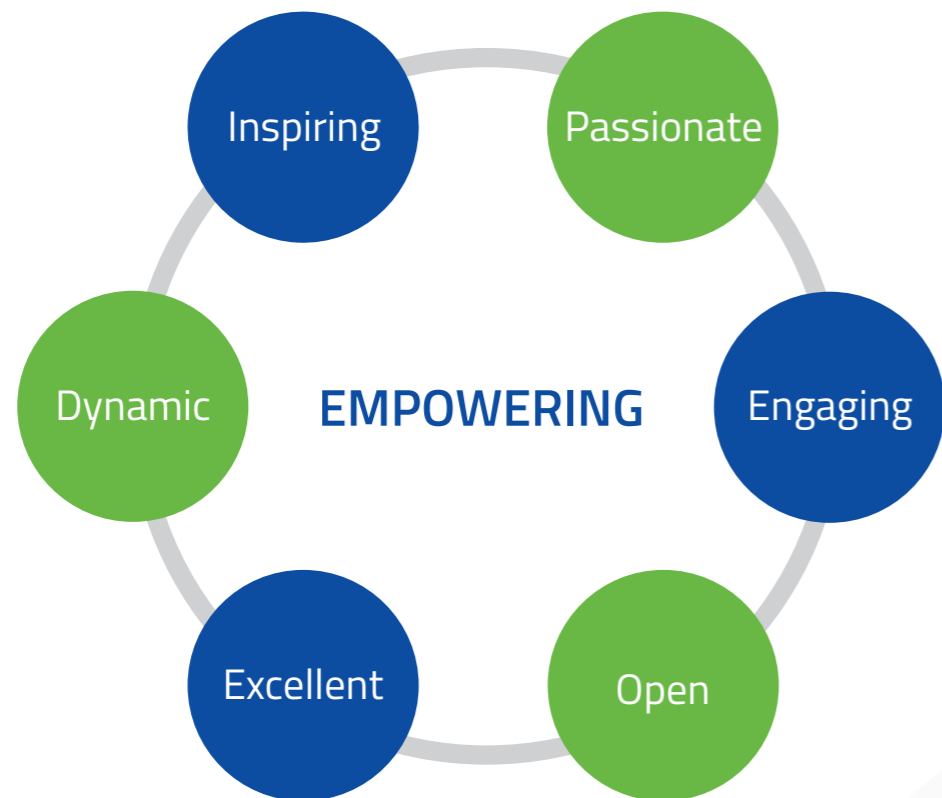 Inspiring
Passionate
Dynamic
EMPOWERING
Engaging
Excellent
Open